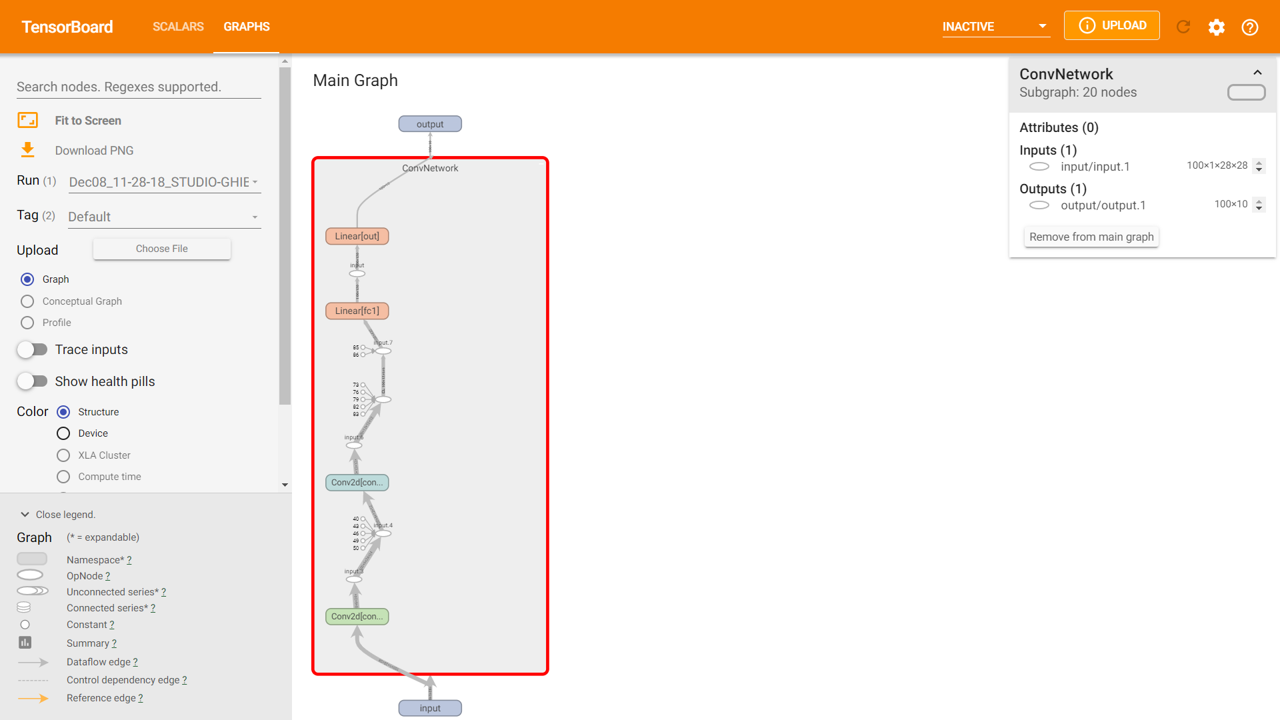 TensorBoard SCALARS GRAPHS INACTIVE UPLOAD
Search nodes. Regexes supported.
Fit to Screen
Download PNG
Run (1) Dec08_11-28-18_STUDIO-GHIE
Tag (2) Default
Upload Choose File
Graph
Conceptual Graph
Profile
Trace inputs
Show health pills
Color Structure
Device
XLA Cluster
Compute time
Close legend.
Graph (* = expandable)
Namespace* ?
OpNode ?
Unconnected series* ?
Connected series* ?
Constant ?
Summary ?
Dataflow edge ?
Control dependency edge ?
Reference edge ?
Main Graph
output
ConvNetwork
Linear[out]
input
Linear[fc1]
input.7
85
86
73
76
79
82
83
Conv2d[con...
input.4
40
43
46
49
50
Conv2d[con...
input
ConvNetwork
Subgraph: 20 nodes
Attributes (0)
Inputs (1)
input/input.1 100×1×28×28
Outputs (1)
output/output.1 100×10
Remove from main graph